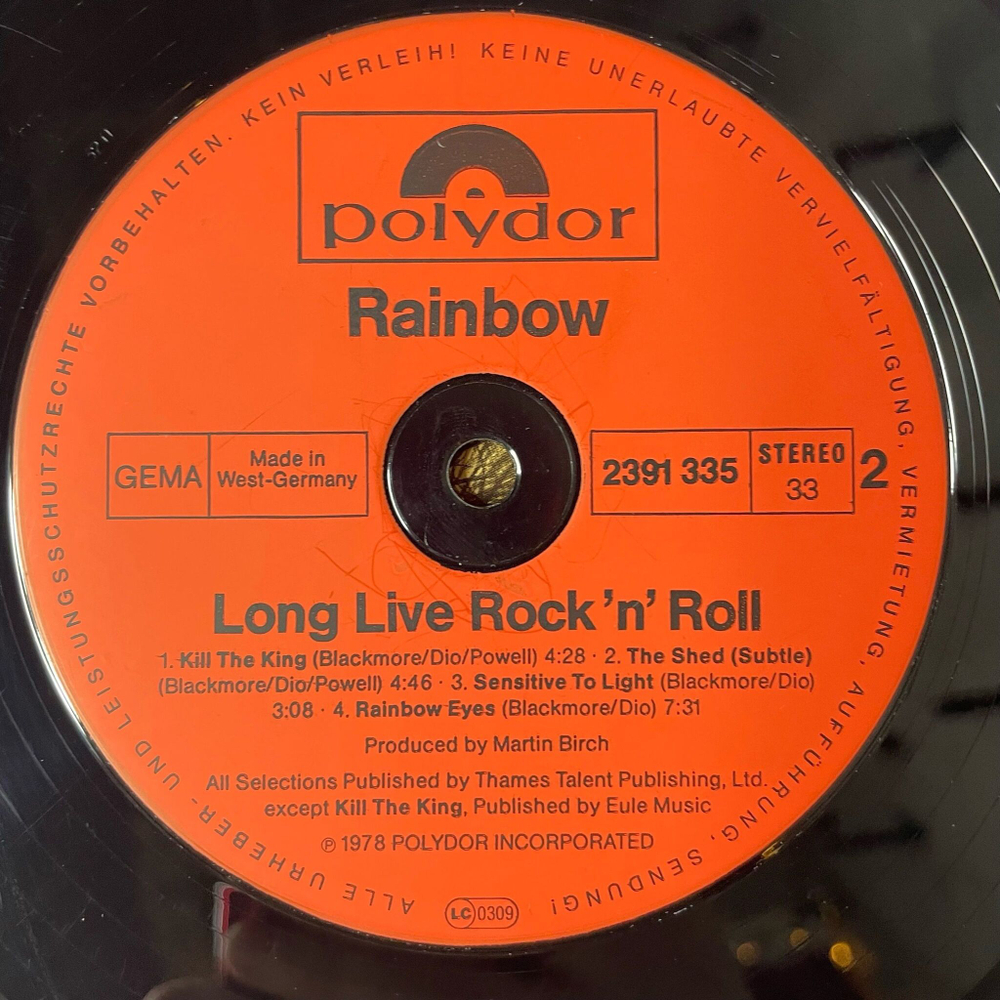 ALLE URHEBER- UND LEISTUNGSSCHUTZRECHTE VORBEHALTEN. KEIN VERLEIH! KEINE UNERLAUBTE VERVIELFÄLTIGUNG, VERMIETUNG, AUFFÜHRUNG, SENDUNG!
polydor
Rainbow
GEMA
Made in
West-Germany
2391 335
STEREO
33
2
Long Live Rock 'n' Roll
1. Kill The King (Blackmore/Dio/Powell) 4:28 · 2. The Shed (Subtle)
(Blackmore/Dio/Powell) 4:46 · 3. Sensitive To Light (Blackmore/Dio)
3:08 · 4. Rainbow Eyes (Blackmore/Dio) 7:31
Produced by Martin Birch
All Selections Published by Thames Talent Publishing, Ltd.
except Kill The King, Published by Eule Music
℗ 1978 POLYDOR INCORPORATED
LC 0309